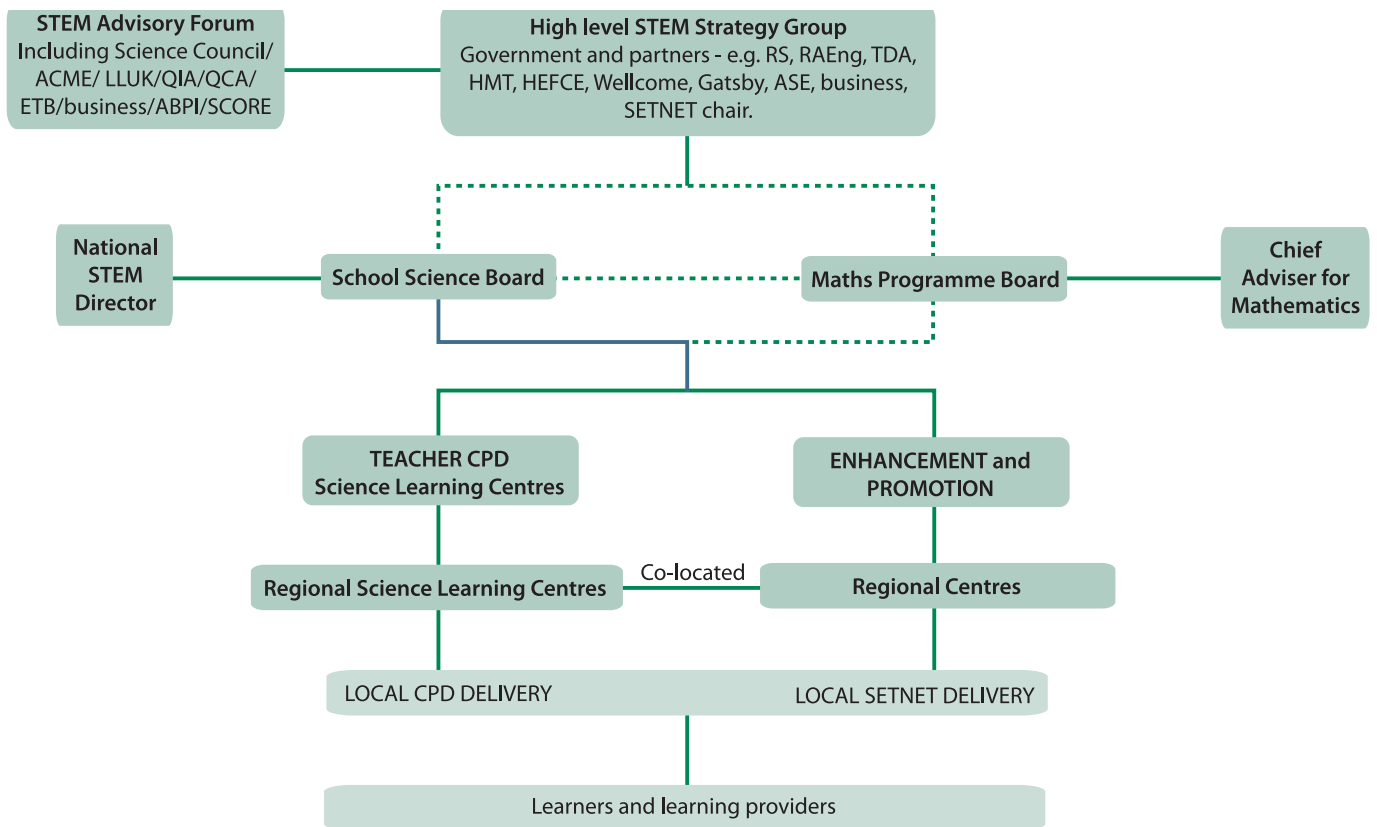 STEM Advisory Forum
Including Science Council/
ACME/ LLUK/QIA/QCA/
ETB/business/ABPI/SCORE
High level STEM Strategy Group
Government and partners - e.g. RS, RAEng, TDA,
HMT, HEFCE, Wellcome, Gatsby, ASE, business,
SETNET chair.
National
STEM
Director
School Science Board
Maths Programme Board
Chief
Adviser for
Mathematics
TEACHER CPD
Science Learning Centres
ENHANCEMENT and
PROMOTION
Regional Science Learning Centres
Co-located
Regional Centres
LOCAL CPD DELIVERY
LOCAL SETNET DELIVERY
Learners and learning providers